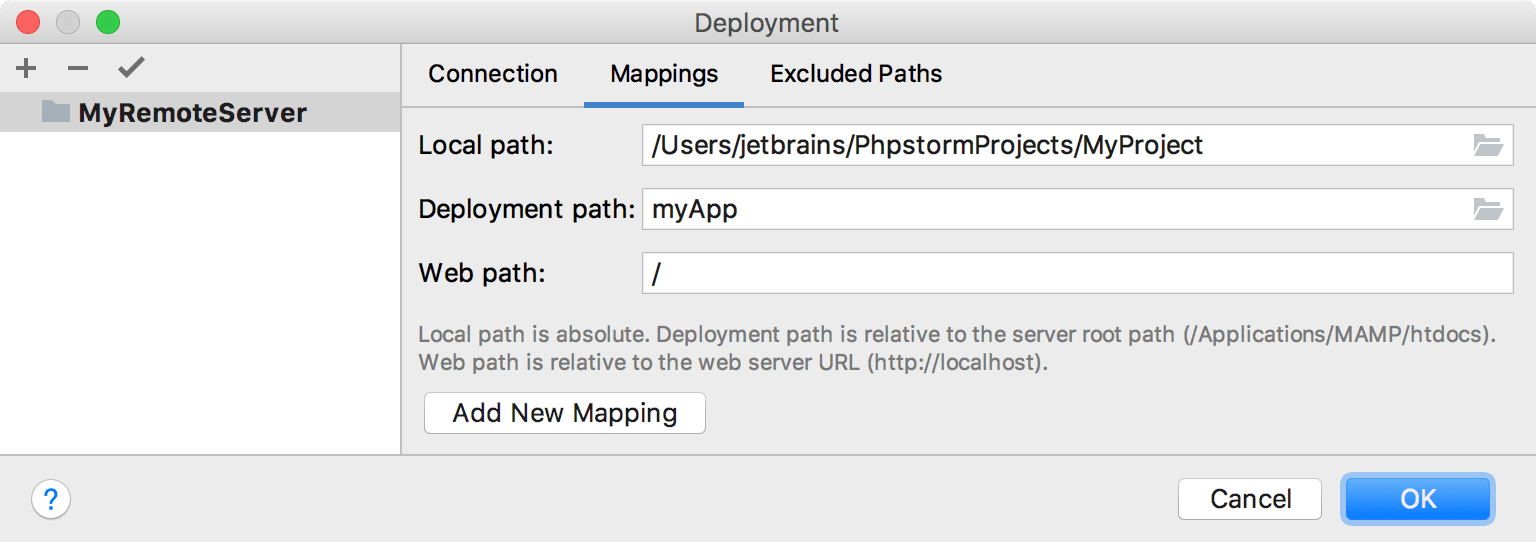 Deployment
Connection Mappings Excluded Paths
MyRemoteServer
Local path: /Users/jetbrains/PhpstormProjects/MyProject
Deployment path: myApp
Web path: /
Local path is absolute. Deployment path is relative to the server root path (/Applications/MAMP/htdocs).
Web path is relative to the web server URL (http://localhost).
Add New Mapping
? Cancel OK